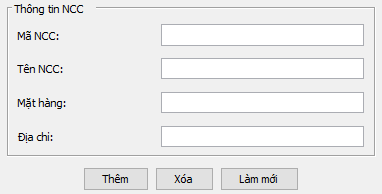 Thông tin NCC
Mã NCC:
Tên NCC:
Mặt hàng:
Địa chỉ:
Thêm Xóa Làm mới